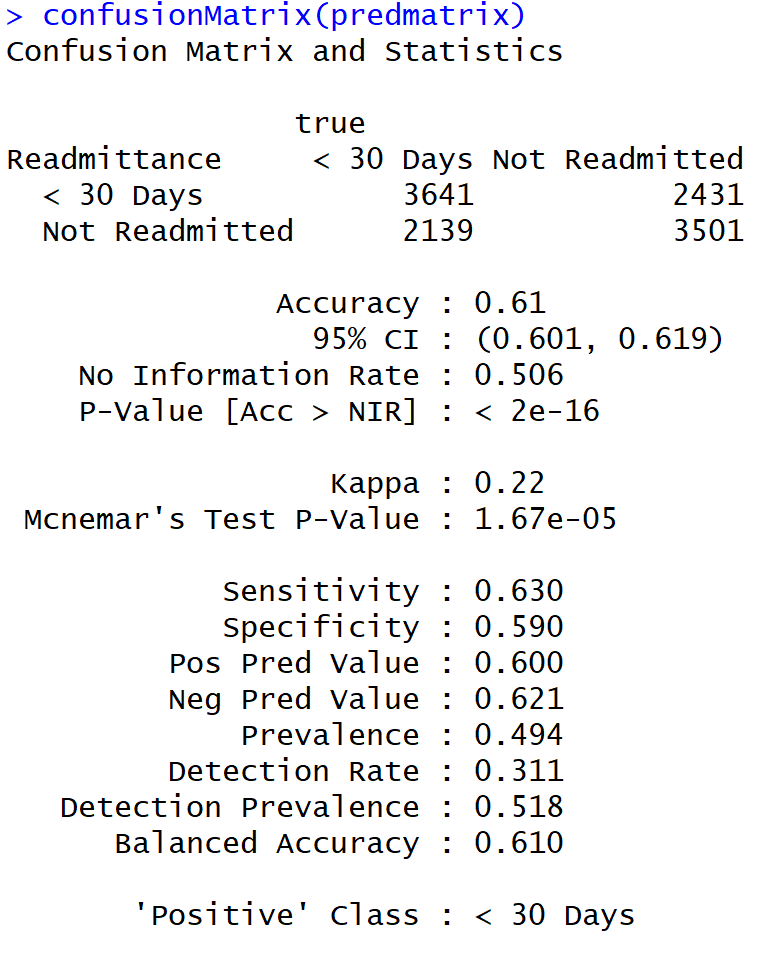 > confusionMatrix(predmatrix)
Confusion Matrix and Statistics
true
Readmittance < 30 Days Not Readmitted
< 30 Days 3641 2431
Not Readmitted 2139 3501
Accuracy : 0.61
95% CI : (0.601, 0.619)
No Information Rate : 0.506
P-Value [Acc > NIR] : < 2e-16
Kappa : 0.22
Mcnemar's Test P-Value : 1.67e-05
Sensitivity : 0.630
Specificity : 0.590
Pos Pred Value : 0.600
Neg Pred Value : 0.621
Prevalence : 0.494
Detection Rate : 0.311
Detection Prevalence : 0.518
Balanced Accuracy : 0.610
'Positive' Class : < 30 Days